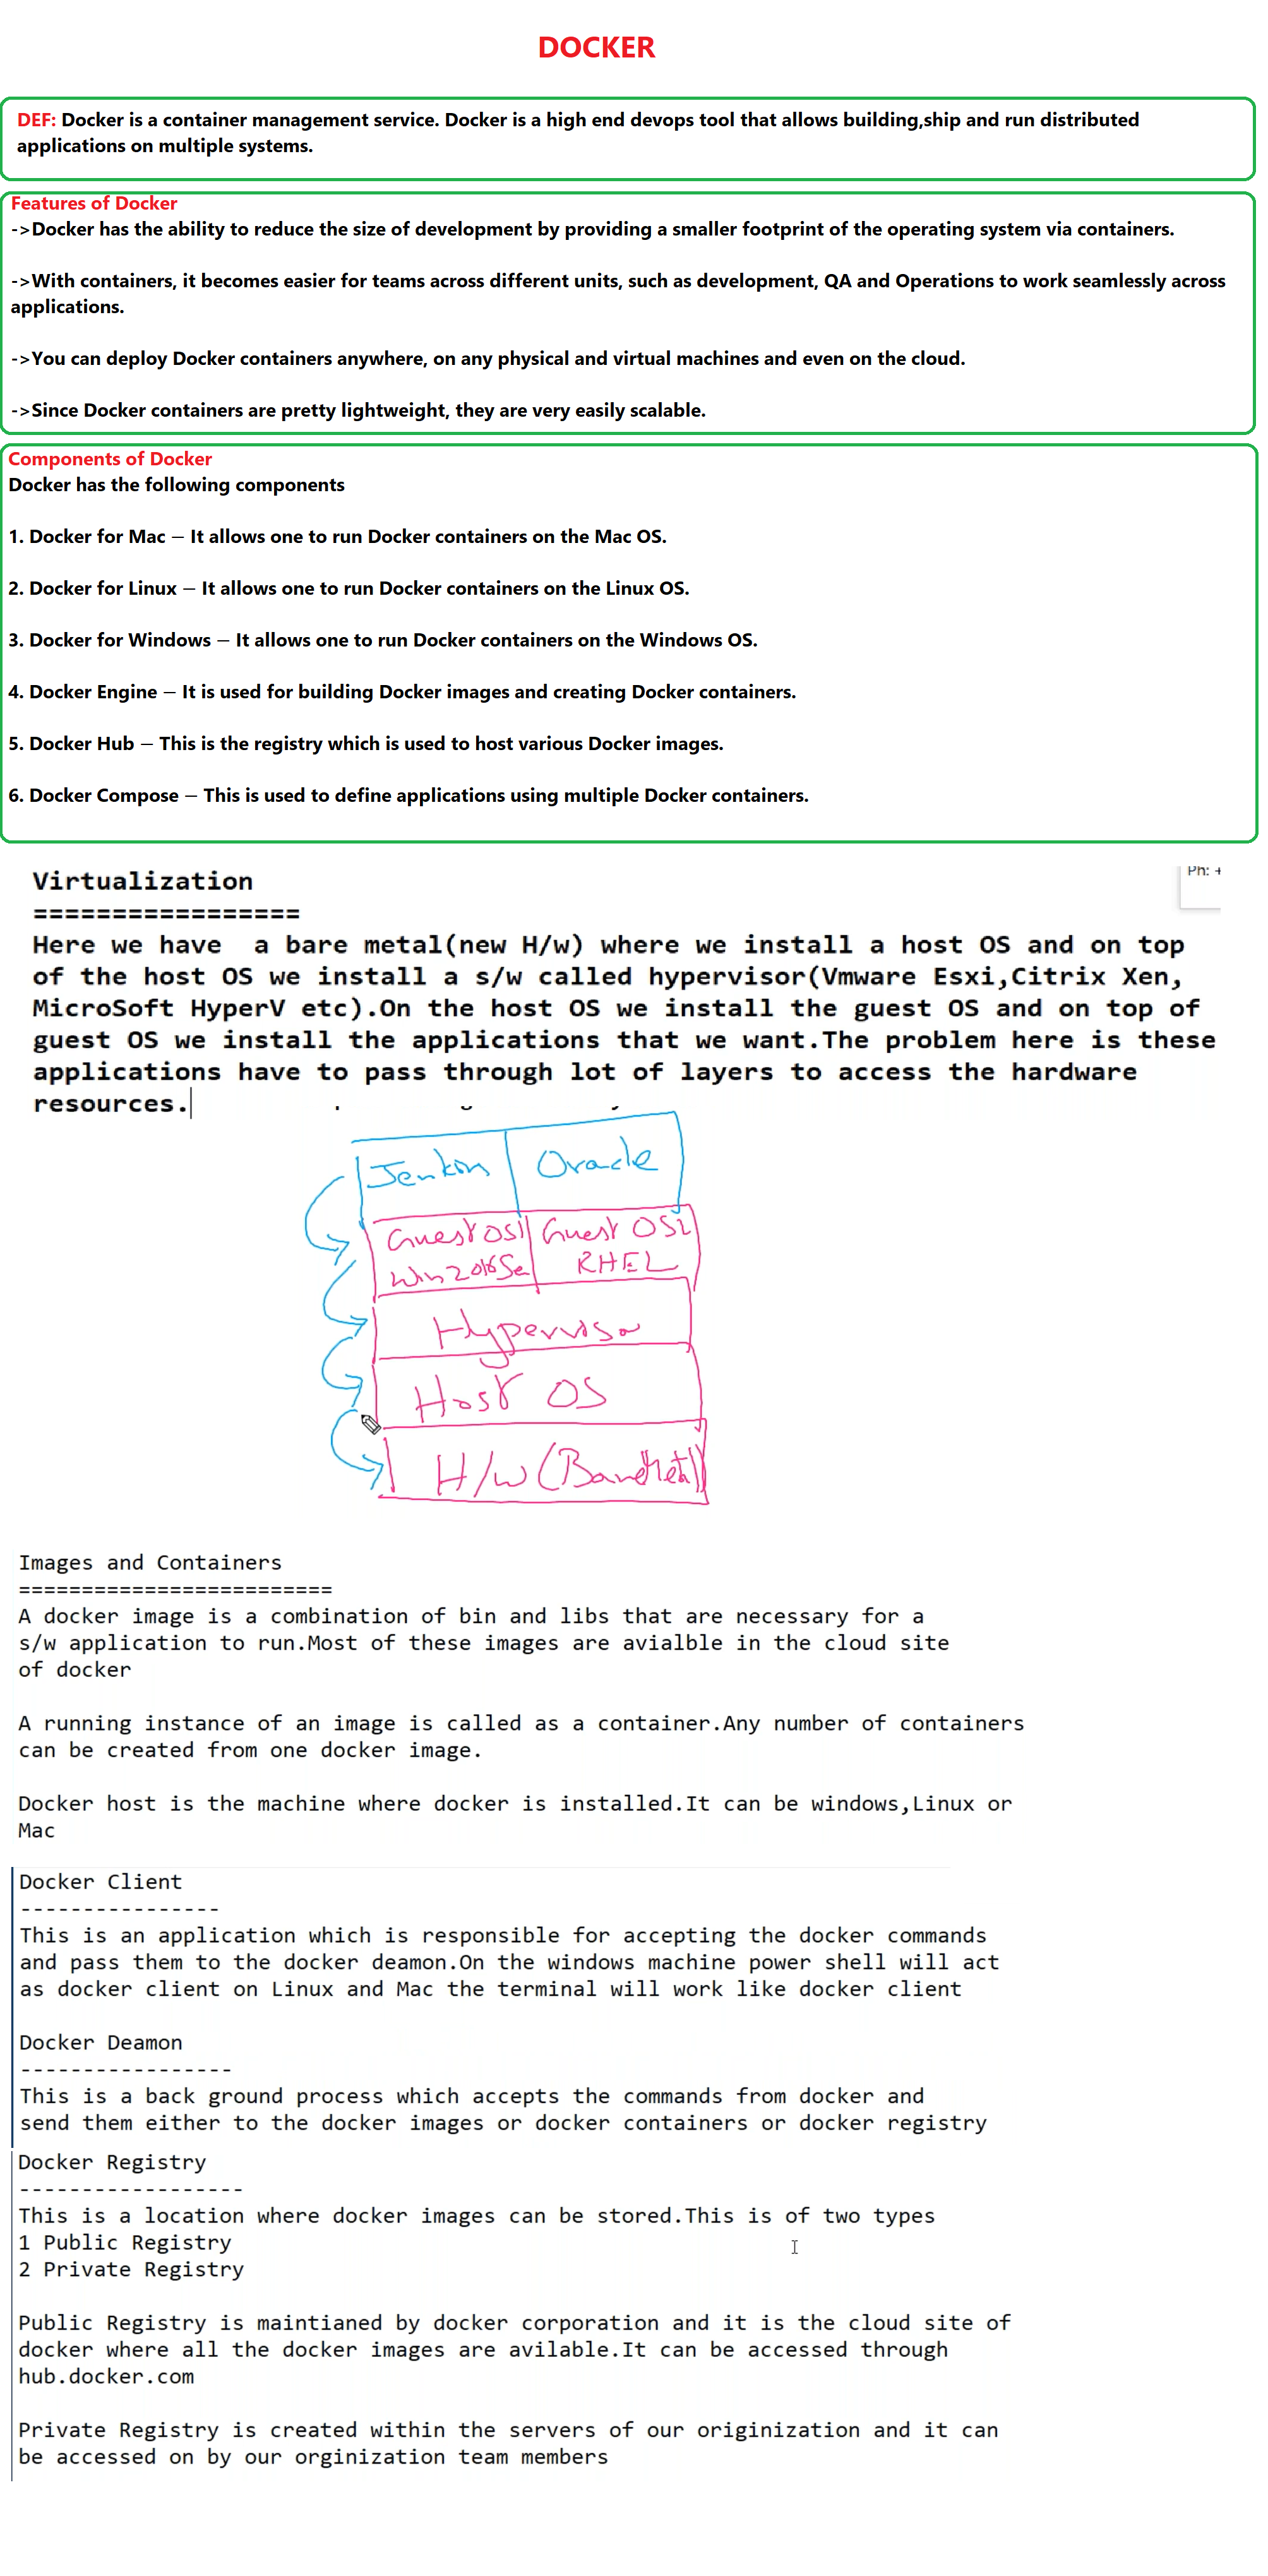 DOCKER
DEF: Docker is a container management service. Docker is a high end devops tool that allows building,ship and run distributed
applications on multiple systems.
Features of Docker
->Docker has the ability to reduce the size of development by providing a smaller footprint of the operating system via containers.
->With containers, it becomes easier for teams across different units, such as development, QA and Operations to work seamlessly across
applications.
->You can deploy Docker containers anywhere, on any physical and virtual machines and even on the cloud.
->Since Docker containers are pretty lightweight, they are very easily scalable.
Components of Docker
Docker has the following components
1. Docker for Mac — It allows one to run Docker containers on the Mac OS.
2. Docker for Linux — It allows one to run Docker containers on the Linux OS.
3. Docker for Windows — It allows one to run Docker containers on the Windows OS.
4. Docker Engine — It is used for building Docker images and creating Docker containers.
5. Docker Hub — This is the registry which is used to host various Docker images.
6. Docker Compose — This is used to define applications using multiple Docker containers.
Ph: +
Virtualization
=================
Here we have a bare metal(new H/w) where we install a host OS and on top
of the host OS we install a s/w called hypervisor(Vmware Esxi,Citrix Xen,
MicroSoft HyperV etc).On the host OS we install the guest OS and on top of
guest OS we install the applications that we want.The problem here is these
applications have to pass through lot of layers to access the hardware
resources.
Jenkin Oracle
Guest OS1 Guest OS2
Win2016Se RHEL
Hyperviso
Host OS
H/w (BareMetal)
Images and Containers
=========================
A docker image is a combination of bin and libs that are necessary for a
s/w application to run.Most of these images are avialble in the cloud site
of docker
A running instance of an image is called as a container.Any number of containers
can be created from one docker image.
Docker host is the machine where docker is installed.It can be windows,Linux or
Mac
Docker Client
----------------
This is an application which is responsible for accepting the docker commands
and pass them to the docker deamon.On the windows machine power shell will act
as docker client on Linux and Mac the terminal will work like docker client
Docker Deamon
-----------------
This is a back ground process which accepts the commands from docker and
send them either to the docker images or docker containers or docker registry
Docker Registry
------------------
This is a location where docker images can be stored.This is of two types
1 Public Registry
2 Private Registry
Public Registry is maintianed by docker corporation and it is the cloud site of
docker where all the docker images are avilable.It can be accessed through
hub.docker.com
Private Registry is created within the servers of our originization and it can
be accessed on by our orginization team members